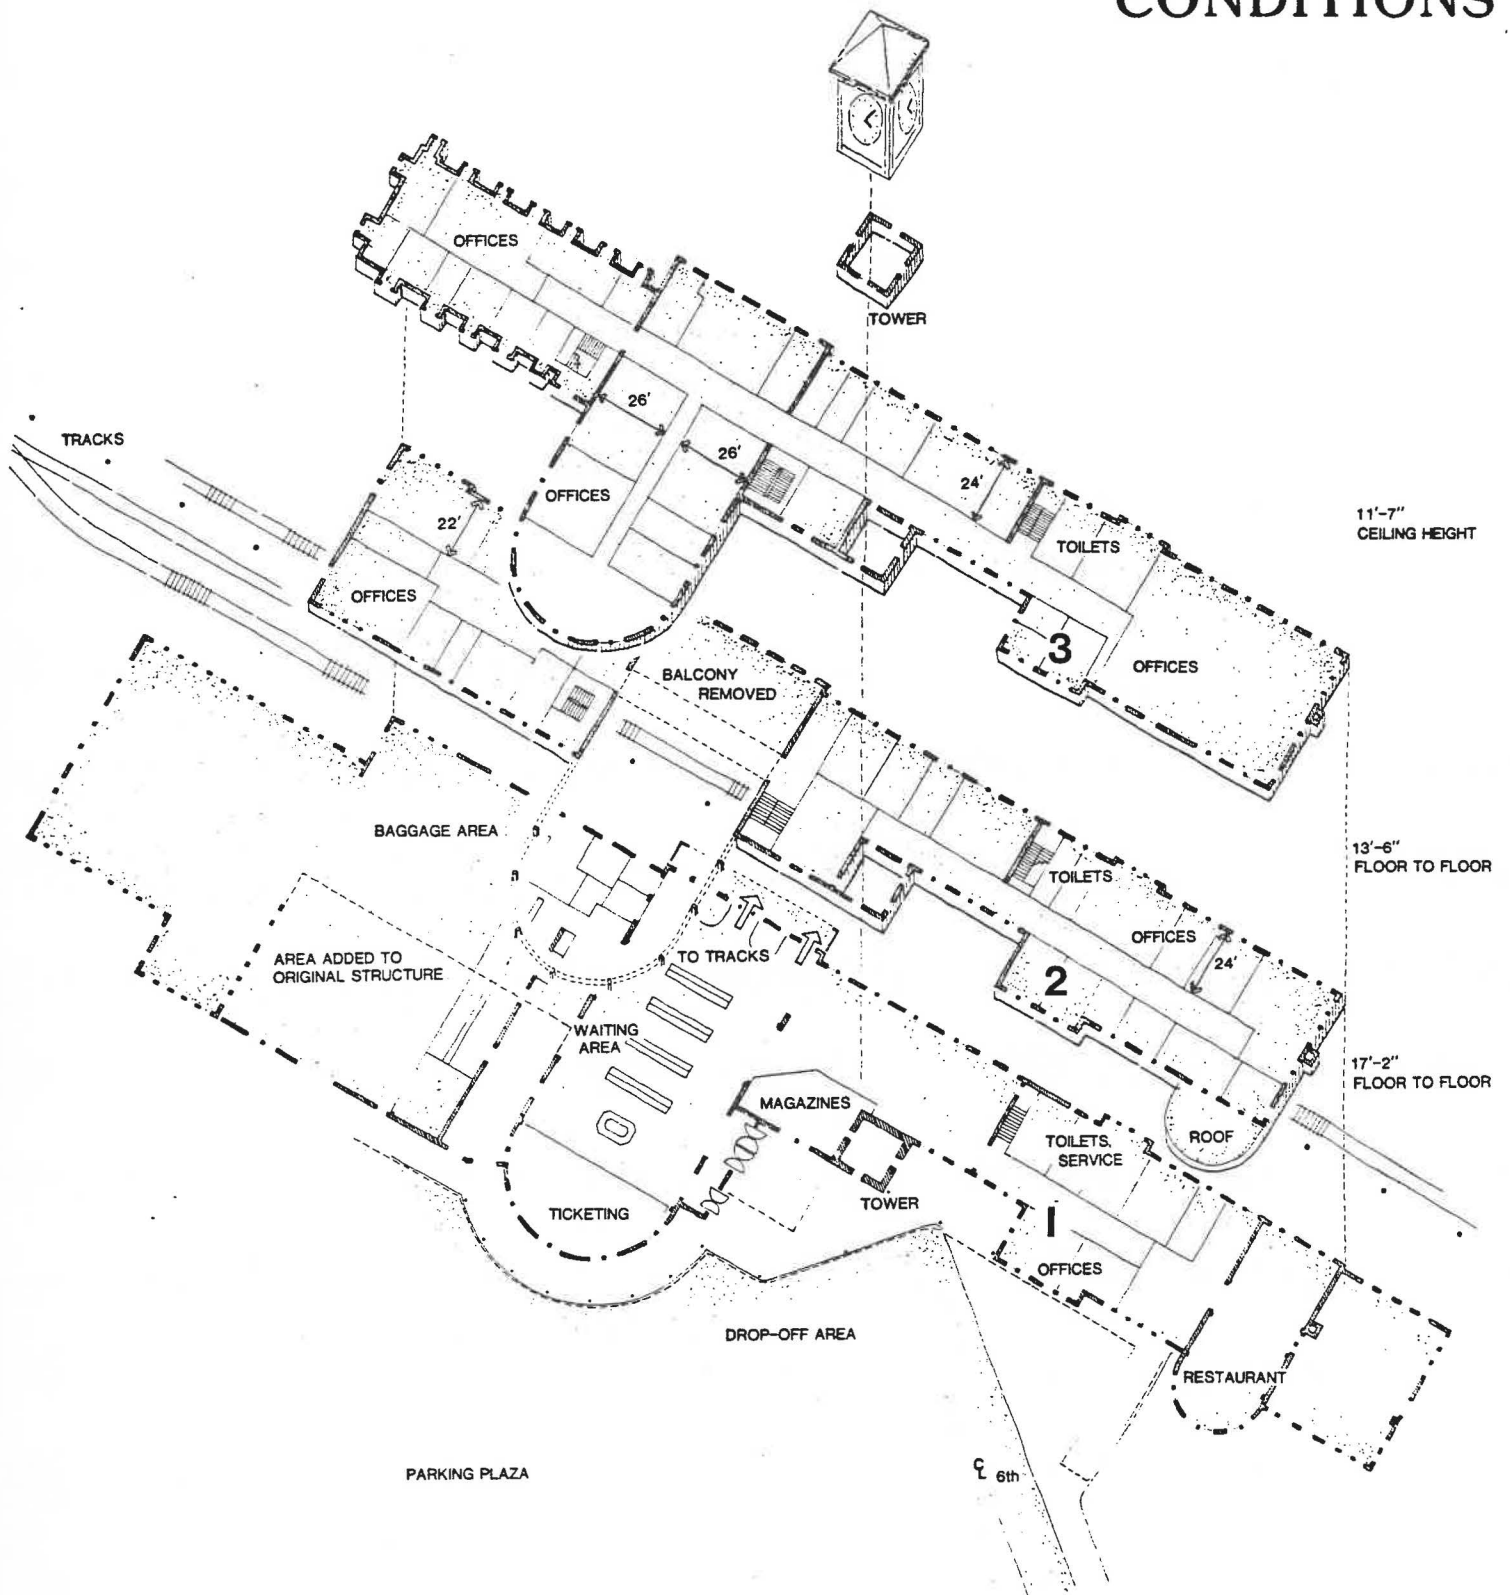 CONDITIONS
OFFICES
TOWER
26'
TRACKS
26'
24'
OFFICES
22'
11'-7"
CEILING HEIGHT
TOILETS
OFFICES
3
OFFICES
BALCONY
REMOVED
BAGGAGE AREA
13'-6"
FLOOR TO FLOOR
TOILETS
OFFICES
24'
TO TRACKS
AREA ADDED TO
ORIGINAL STRUCTURE
2
WAITING
AREA
17'-2"
FLOOR TO FLOOR
MAGAZINES
ROOF
TOILETS,
SERVICE
TOWER
TICKETING
1
OFFICES
DROP-OFF AREA
RESTAURANT
PARKING PLAZA
CL 6th